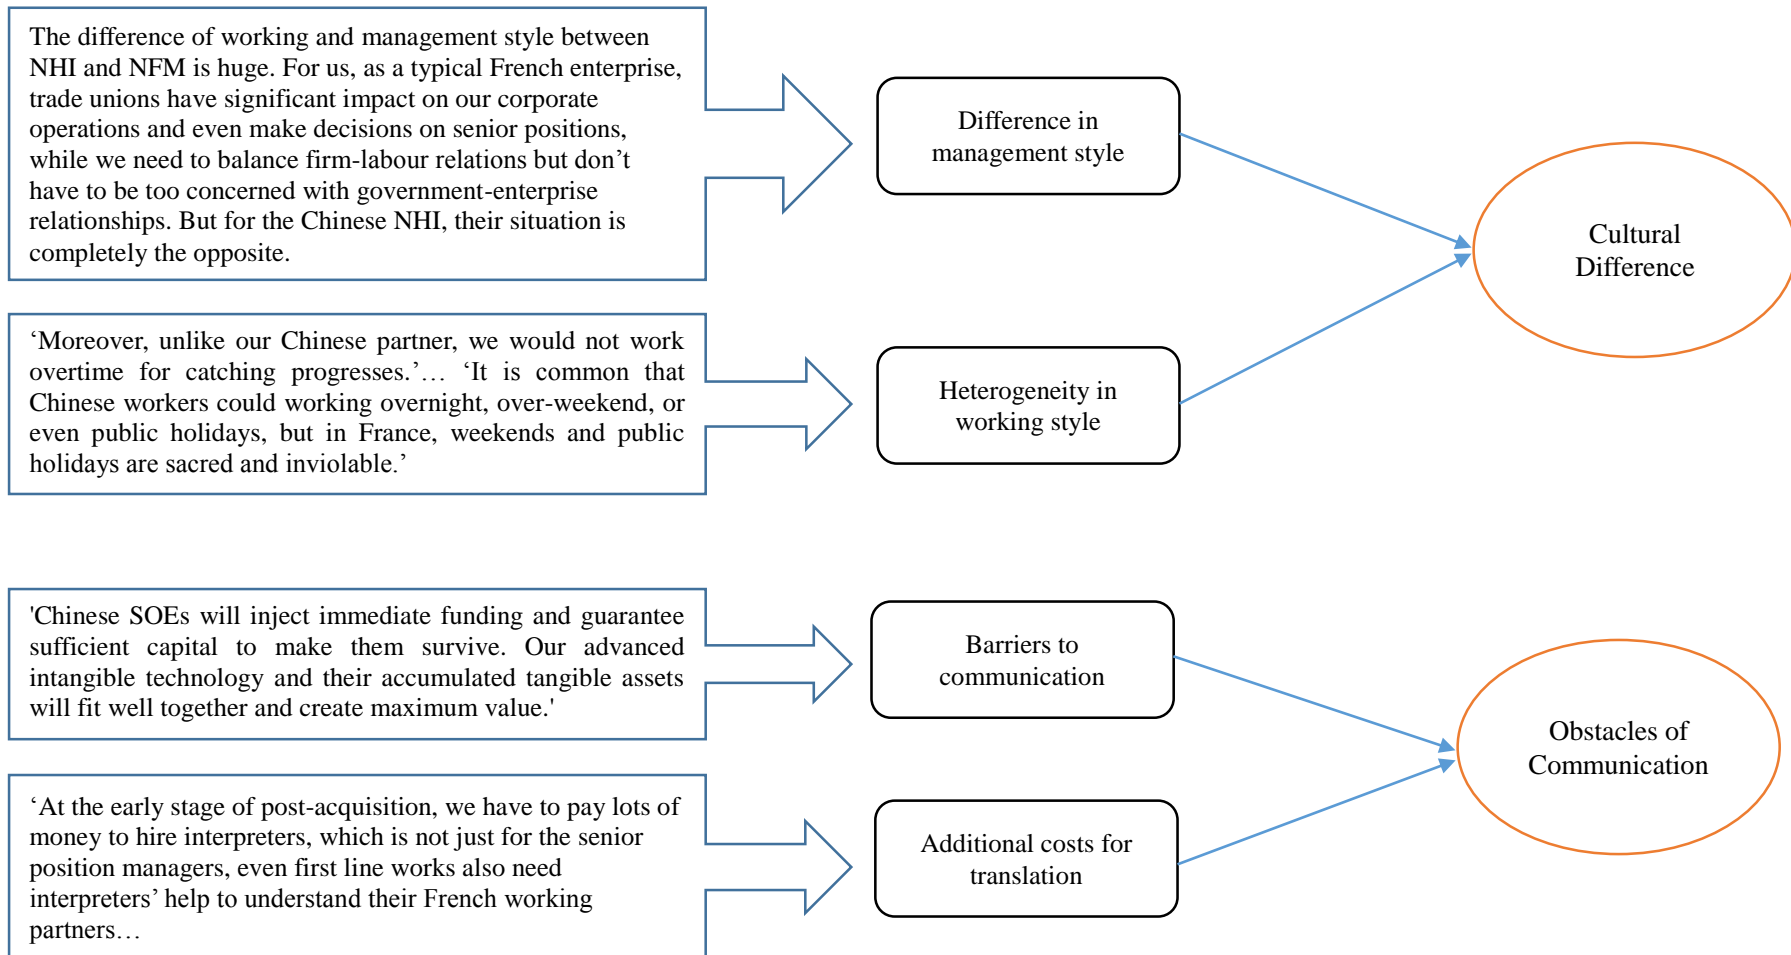 The difference of working and management style between
NHI and NFM is huge. For us, as a typical French enterprise,
trade unions have significant impact on our corporate
operations and even make decisions on senior positions,
while we need to balance firm-labour relations but don’t
have to be too concerned with government-enterprise
relationships. But for the Chinese NHI, their situation is
completely the opposite.
Difference in
management style
Cultural
Difference
‘Moreover, unlike our Chinese partner, we would not work
overtime for catching progresses.’… ‘It is common that
Chinese workers could working overnight, over-weekend, or
even public holidays, but in France, weekends and public
holidays are sacred and inviolable.’
Heterogeneity in
working style
'Chinese SOEs will inject immediate funding and guarantee
sufficient capital to make them survive. Our advanced
intangible technology and their accumulated tangible assets
will fit well together and create maximum value.'
Barriers to
communication
Obstacles of
Communication
‘At the early stage of post-acquisition, we have to pay lots of
money to hire interpreters, which is not just for the senior
position managers, even first line works also need
interpreters’ help to understand their French working
partners…
Additional costs for
translation